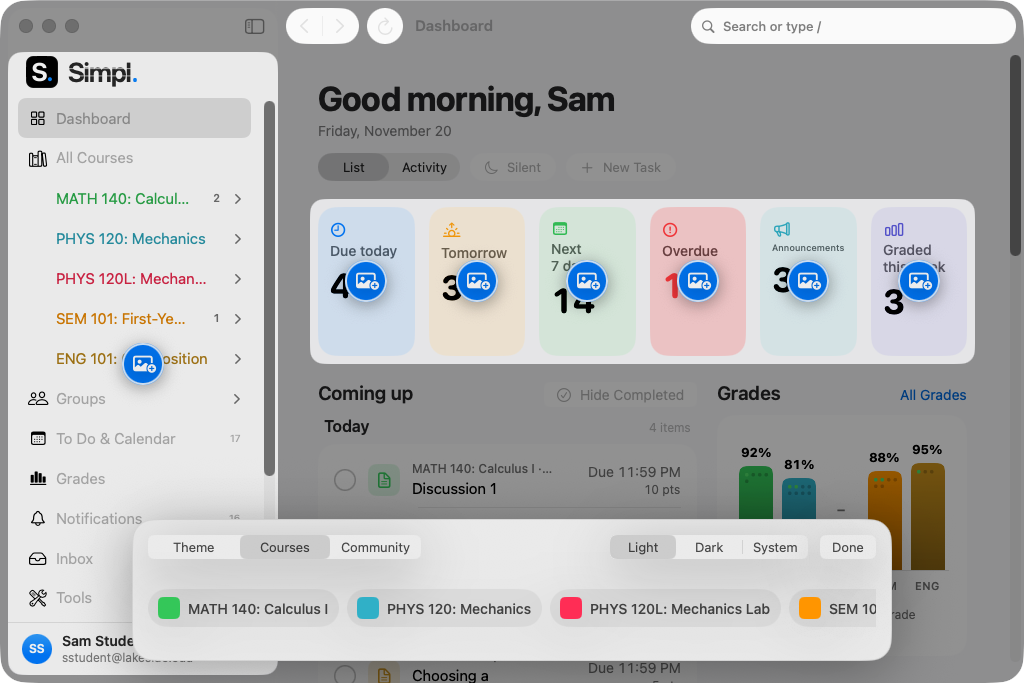 Dashboard
Search or type /
S. Simpl.
Dashboard
All Courses
MATH 140: Calcul... 2
PHYS 120: Mechanics
PHYS 120L: Mechan...
SEM 101: First-Ye... 1
ENG 101:
Groups
To Do & Calendar 17
Grades
Notifications
Inbox
Tools
SS
Sam Stude
sstudent@lake
Good morning, Sam
Friday, November 20
List Activity Silent New Task
Due today
4
Tomorrow
3
Next
7
14
Overdue
1
Announcements
3
Graded
3
Coming up
Hide Completed
Today
4 items
MATH 140: Calculus I ·...
Discussion 1
Due 11:59 PM
10 pts
Grades
All Grades
92%
81%
–
88%
95%
ENG
Theme Courses Community
Light Dark System Done
MATH 140: Calculus I
PHYS 120: Mechanics
PHYS 120L: Mechanics Lab
SEM 10
Choosing a
Due 11:59 PM